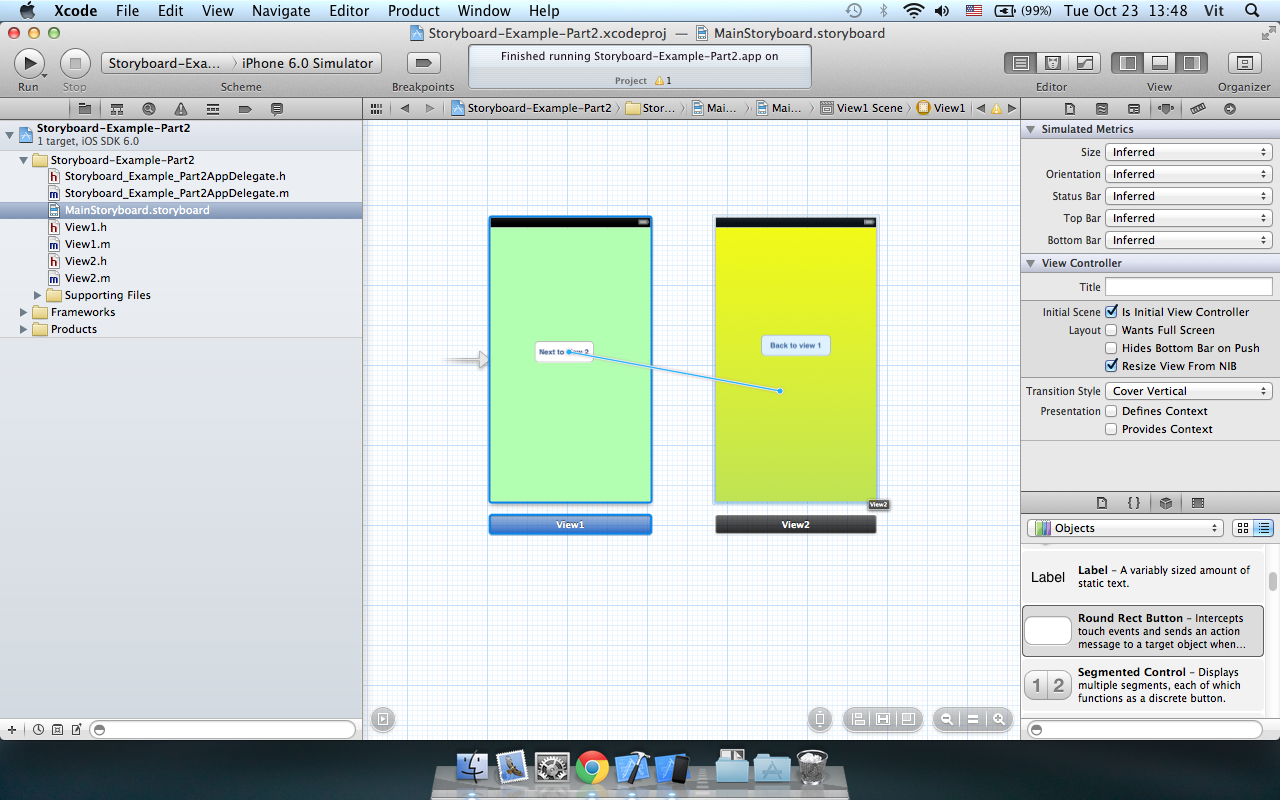 Xcode File Edit View Navigate Editor Product Window Help (99%) Tue Oct 23 13:48 Vit
Storyboard-Example-Part2.xcodeproj — MainStoryboard.storyboard
Storyboard-Exa... iPhone 6.0 Simulator
Finished running Storyboard-Example-Part2.app on
Project 1
Run Stop Scheme Breakpoints Editor View Organizer
Storyboard-Example-Part2 Stor... Mai... Mai... View1 Scene View1
Storyboard-Example-Part2
1 target, iOS SDK 6.0
Storyboard-Example-Part2
Storyboard_Example_Part2AppDelegate.h
Storyboard_Example_Part2AppDelegate.m
MainStoryboard.storyboard
View1.h
View1.m
View2.h
View2.m
Supporting Files
Frameworks
Products
Next to view 2
Back to view 1
View2
View1
View2
Simulated Metrics
Size Inferred
Orientation Inferred
Status Bar Inferred
Top Bar Inferred
Bottom Bar Inferred
View Controller
Title
Initial Scene Is Initial View Controller
Layout Wants Full Screen
Hides Bottom Bar on Push
Resize View From NIB
Transition Style Cover Vertical
Presentation Defines Context
Provides Context
{ }
Objects
Label Label – A variably sized amount of
static text.
Round Rect Button – Intercepts
touch events and sends an action
message to a target object when...
1 2 Segmented Control – Displays
multiple segments, each of which
functions as a discrete button.